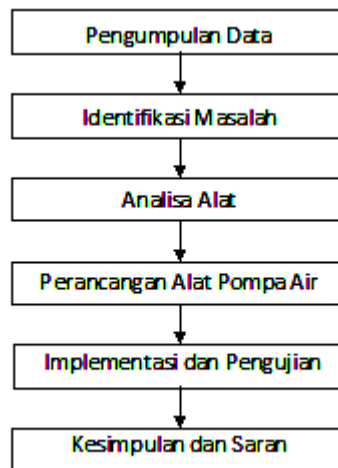 Pengumpulan Data
Identifikasi Masalah
Analisa Alat
Perancangan Alat Pompa Air
Implementasi dan Pengujian
Kesimpulan dan Saran